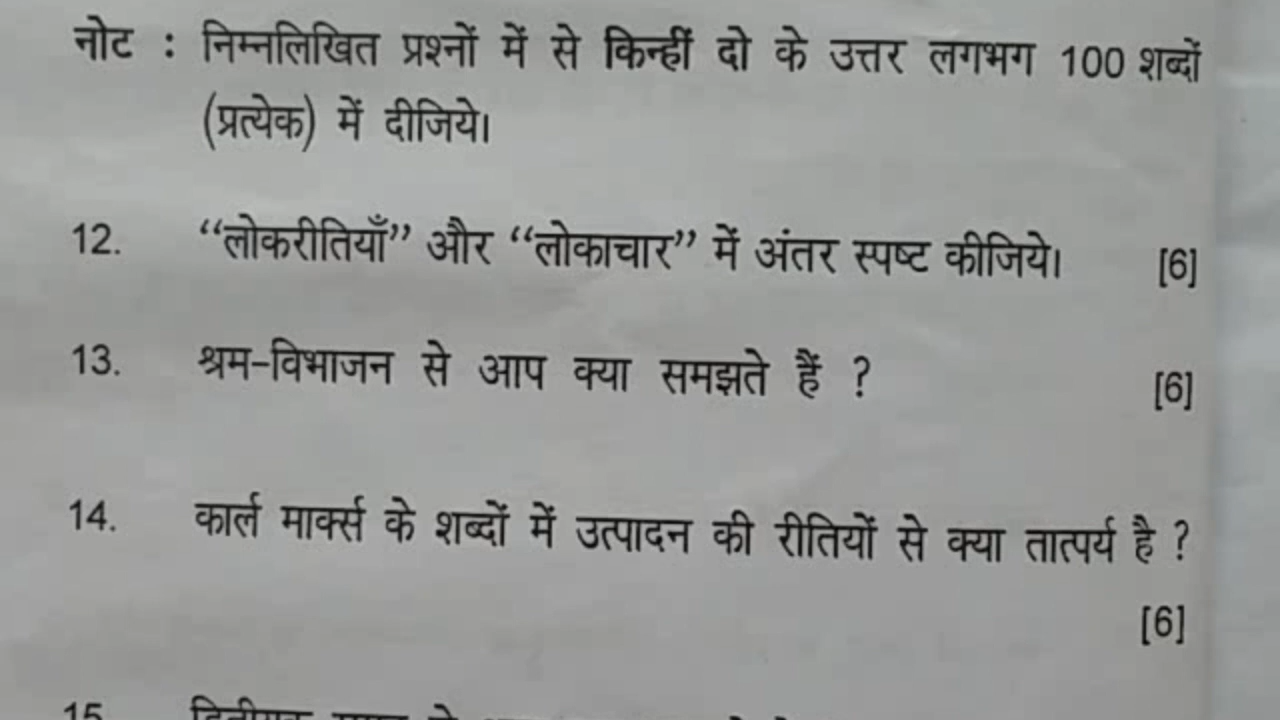 नोट : निम्नलिखित प्रश्नों में से किन्हीं दो के उत्तर लगभग 100 शब्दों
(प्रत्येक) में दीजिये।
12. “लोकरीतियाँ” और “लोकाचार” में अंतर स्पष्ट कीजिये। [6]
13. श्रम-विभाजन से आप क्या समझते हैं ? [6]
14. कार्ल मार्क्स के शब्दों में उत्पादन की रीतियों से क्या तात्पर्य है ?
[6]
15.